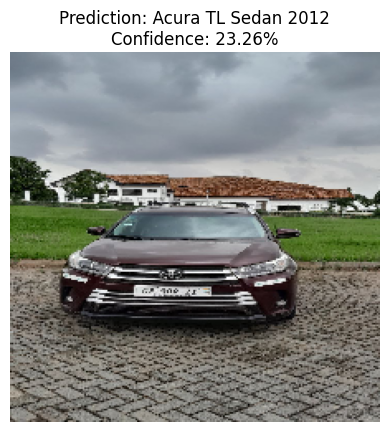 Prediction: Acura TL Sedan 2012
Confidence: 23.26%